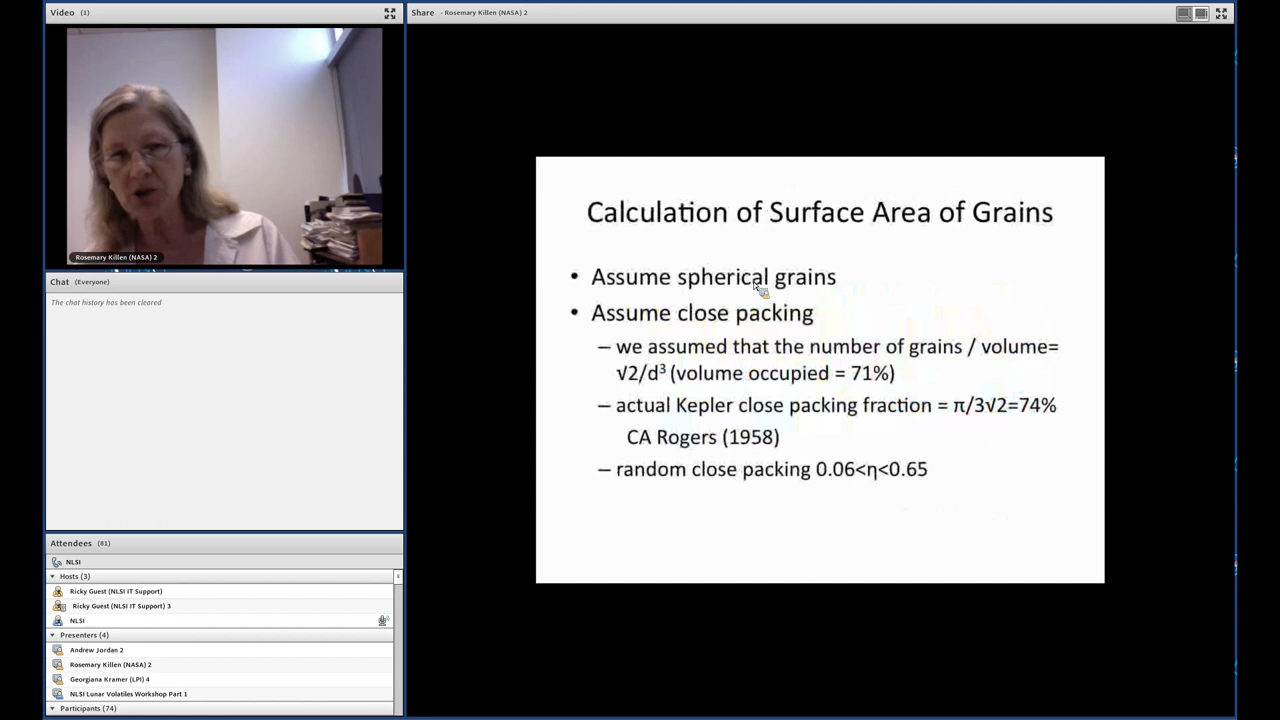 Video (1)
Rosemary Killen (NASA) 2
Chat (Everyone)
The chat history has been cleared
Attendees (81)
NLSI
Hosts (3)
Ricky Guest (NLSI IT Support)
Ricky Guest (NLSI IT Support) 3
NLSI
Presenters (4)
Andrew Jordan 2
Rosemary Killen (NASA) 2
Georgiana Kramer (LPI) 4
NLSI Lunar Volatiles Workshop Part 1
Participants (74)
Share - Rosemary Killen (NASA) 2
Calculation of Surface Area of Grains
• Assume spherical grains
• Assume close packing
– we assumed that the number of grains / volume=
√2/d³ (volume occupied = 71%)
– actual Kepler close packing fraction = π/3√2=74%
CA Rogers (1958)
– random close packing 0.06<η<0.65